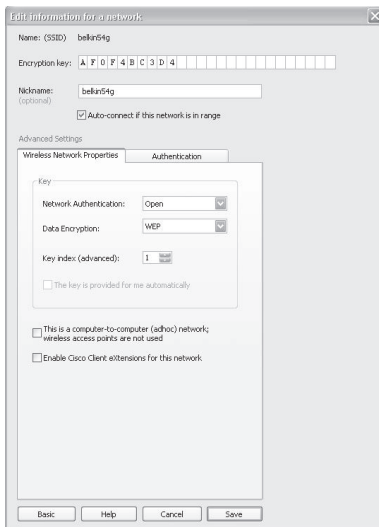 Edit information for a network
Name: (SSID) belkin54g
Encryption key: A F 0 F 4 B C 3 D 4
Nickname: belkin54g
(optional)
Auto-connect if this network is in range
Advanced Settings
Wireless Network Properties Authentication
Key
Network Authentication: Open
Data Encryption: WEP
Key index (advanced): 1
The key is provided for me automatically
This is a computer-to-computer (adhoc) network;
wireless access points are not used
Enable Cisco Client eXtensions for this network
Basic Help Cancel Save